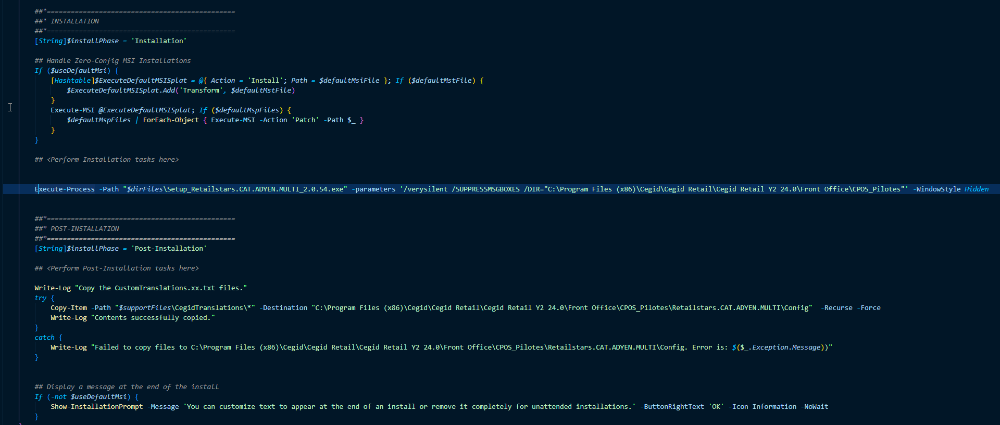 ##*===============================================
##* INSTALLATION
##*===============================================
[String]$installPhase = 'Installation'
## Handle Zero-Config MSI Installations
If ($useDefaultMsi) {
[Hashtable]$ExecuteDefaultMSISplat = @{ Action = 'Install'; Path = $defaultMsiFile }; If ($defaultMstFile) {
$ExecuteDefaultMSISplat.Add('Transform', $defaultMstFile)
}
Execute-MSI @ExecuteDefaultMSISplat; If ($defaultMspFiles) {
$defaultMspFiles | ForEach-Object { Execute-MSI -Action 'Patch' -Path $_ }
}
}
## <Perform Installation tasks here>
Execute-Process -Path "$dirFiles\Setup_Retailstars.CAT.ADYEN.MULTI_2.0.54.exe" -parameters '/verysilent /SUPPRESSMSGBOXES /DIR="C:\Program Files (x86)\Cegid\Cegid Retail\Cegid Retail Y2 24.0\Front Office\CPOS_Pilotes"' -WindowStyle Hidden
##*===============================================
##* POST-INSTALLATION
##*===============================================
[String]$installPhase = 'Post-Installation'
## <Perform Post-Installation tasks here>
Write-Log "Copy the CustomTranslations.xx.txt files."
try {
Copy-Item -Path "$supportFiles\CegidTranslations\*" -Destination "C:\Program Files (x86)\Cegid\Cegid Retail\Cegid Retail Y2 24.0\Front Office\CPOS_Pilotes\Retailstars.CAT.ADYEN.MULTI\Config"  -Recurse -Force
Write-Log "Contents successfully copied."
}
catch {
Write-Log "Failed to copy files to C:\Program Files (x86)\Cegid\Cegid Retail\Cegid Retail Y2 24.0\Front Office\CPOS_Pilotes\Retailstars.CAT.ADYEN.MULTI\Config. Error is: $($_.Exception.Message))"
}
## Display a message at the end of the install
If (-not $useDefaultMsi) {
Show-InstallationPrompt -Message 'You can customize text to appear at the end of an install or remove it completely for unattended installations.' -ButtonRightText 'OK' -Icon Information -NoWait
}